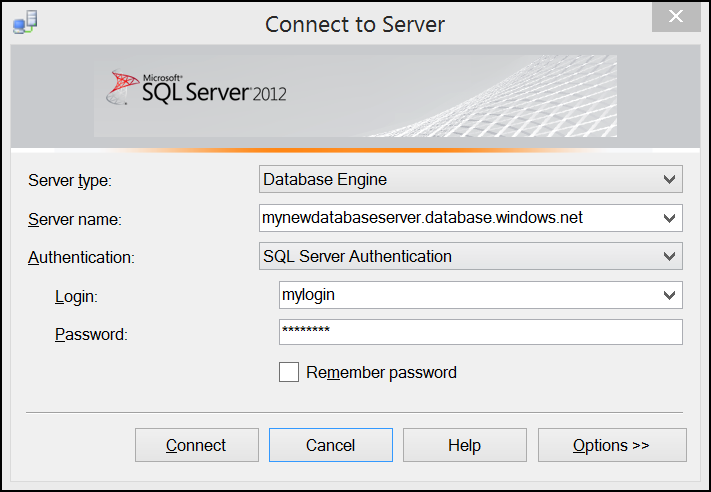 Connect to Server
Microsoft®
SQL Server® 2012
Server type: Database Engine
Server name: mynewdatabaseserver.database.windows.net
Authentication: SQL Server Authentication
Login: mylogin
Password: ********
Remember password
Connect Cancel Help Options >>